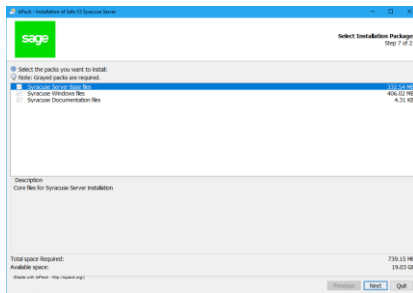 IzPack - Installation of Safe X3 Syracuse Server
sage
Select Installation Package
Step 7 of 2
Select the packs you want to install:
Note: Grayed packs are required.
Syracuse Server Base files 332.54 MB
Syracuse Windows files 406.02 MB
Syracuse Documentation files 4.31 KB
Description
Core files for Syracuse Server Installation
Total space Required: 739.15 MB
Available space: 19.03 GB
(Made with IzPack - http://izpack.org/)
Previous Next Quit